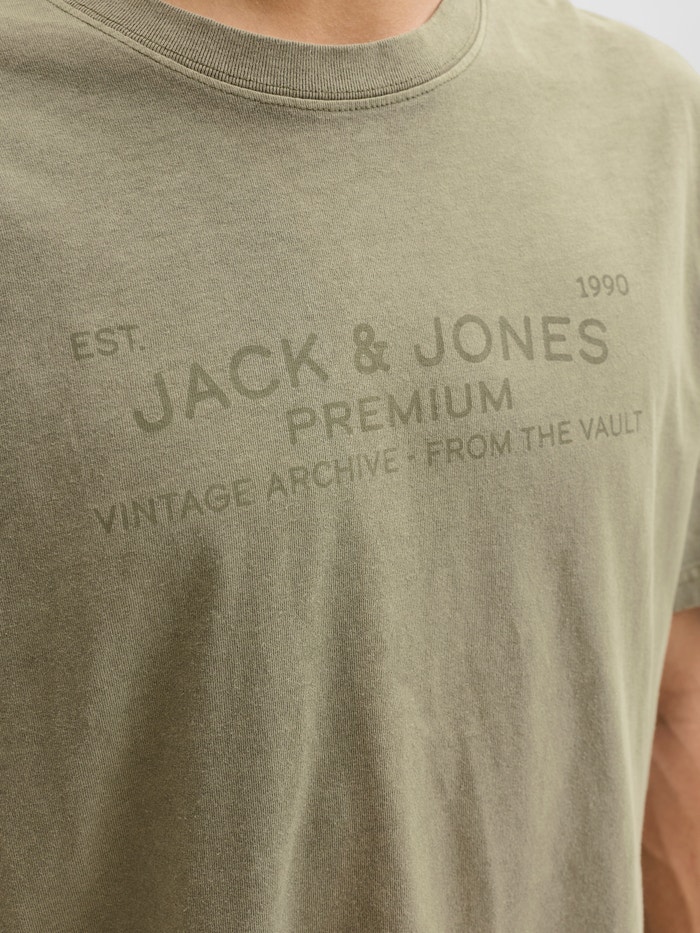 EST. 1990
JACK & JONES
PREMIUM
VINTAGE ARCHIVE - FROM THE VAULT